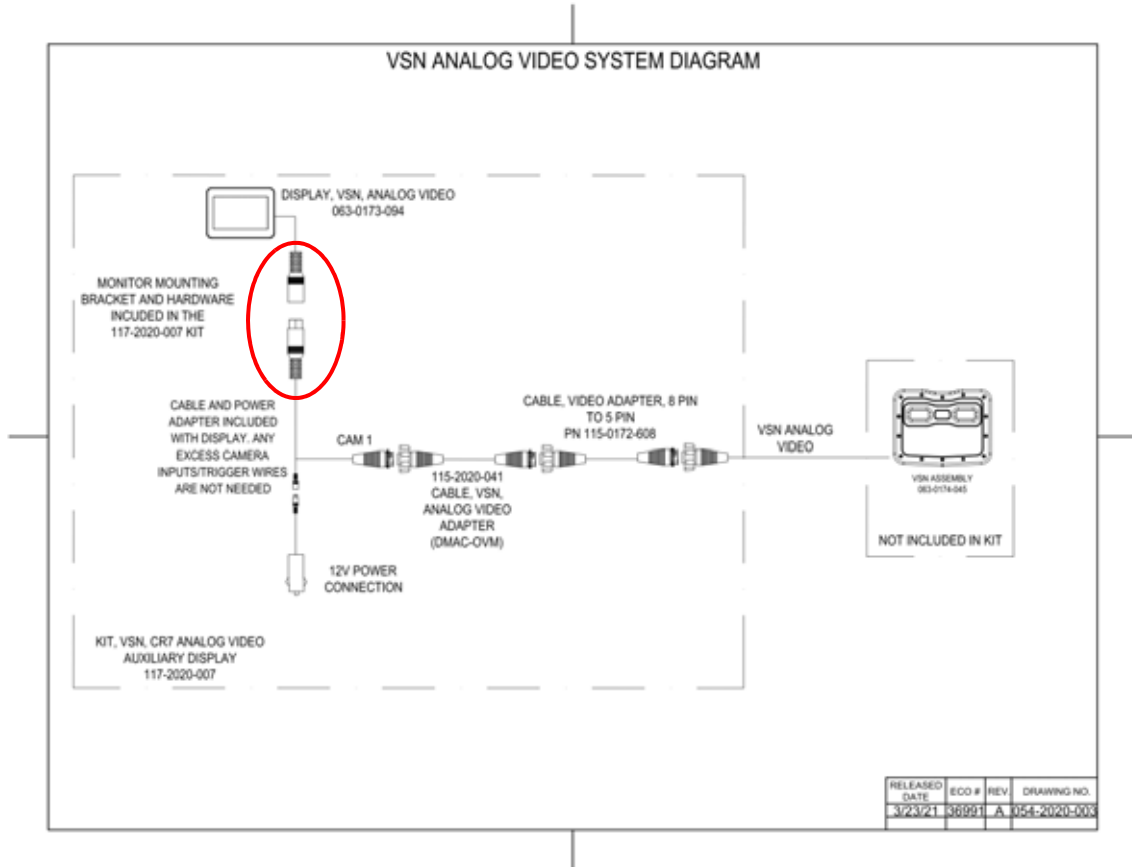 VSN ANALOG VIDEO SYSTEM DIAGRAM
DISPLAY, VSN, ANALOG VIDEO
063-0173-094
MONITOR MOUNTING
BRACKET AND HARDWARE
INCUDED IN THE
117-2020-007 KIT
CABLE AND POWER
ADAPTER INCLUDED
WITH DISPLAY. ANY
EXCESS CAMERA
INPUTS/TRIGGER WIRES
ARE NOT NEEDED
CAM 1
115-2020-041
CABLE, VSN,
ANALOG VIDEO
ADAPTER
(DMAC-OVM)
CABLE, VIDEO ADAPTER, 8 PIN
TO 5 PIN
PN 115-0172-608
VSN ANALOG
VIDEO
VSN ASSEMBLY
063-0174-045
NOT INCLUDED IN KIT
12V POWER
CONNECTION
KIT, VSN, CR7 ANALOG VIDEO
AUXILIARY DISPLAY
117-2020-007
RELEASED DATE ECO # REV. DRAWING NO.
3/23/21 36991 A 054-2020-003